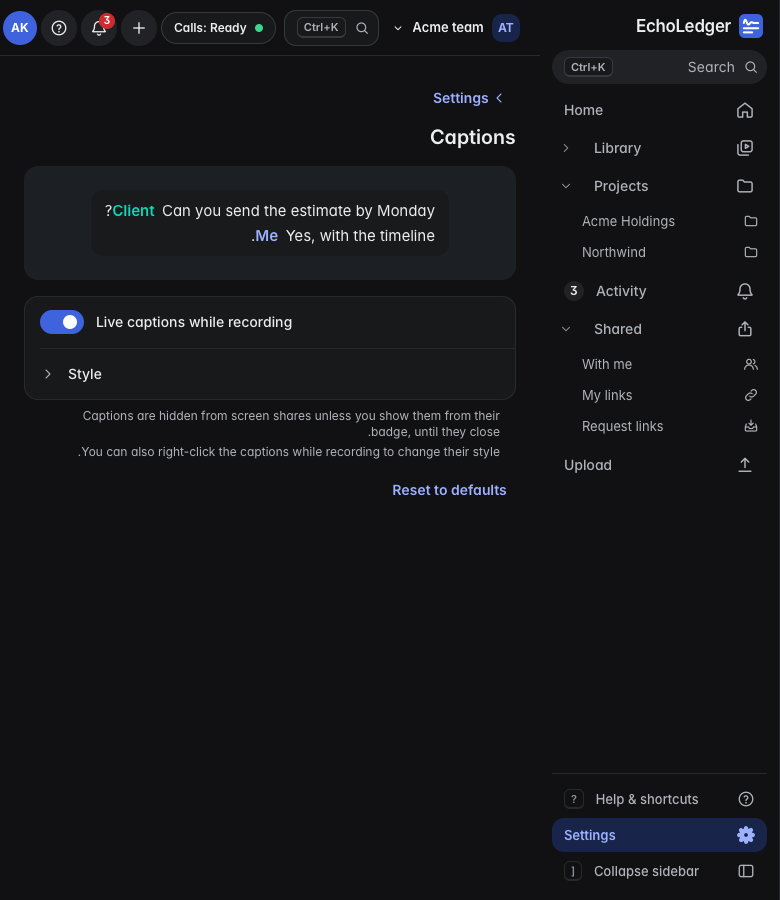 EchoLedger
Search Ctrl+K
Home
Library
Projects
Acme Holdings
Northwind
Activity 3
Shared
With me
My links
Request links
Upload
Help & shortcuts ?
Settings
Collapse sidebar ]
AT Acme team
Ctrl+K
Calls: Ready
3
AK
Settings
Captions
?Client Can you send the estimate by Monday
.Me Yes, with the timeline
Live captions while recording
Style
Captions are hidden from screen shares unless you show them from their
.badge, until they close
.You can also right-click the captions while recording to change their style
Reset to defaults